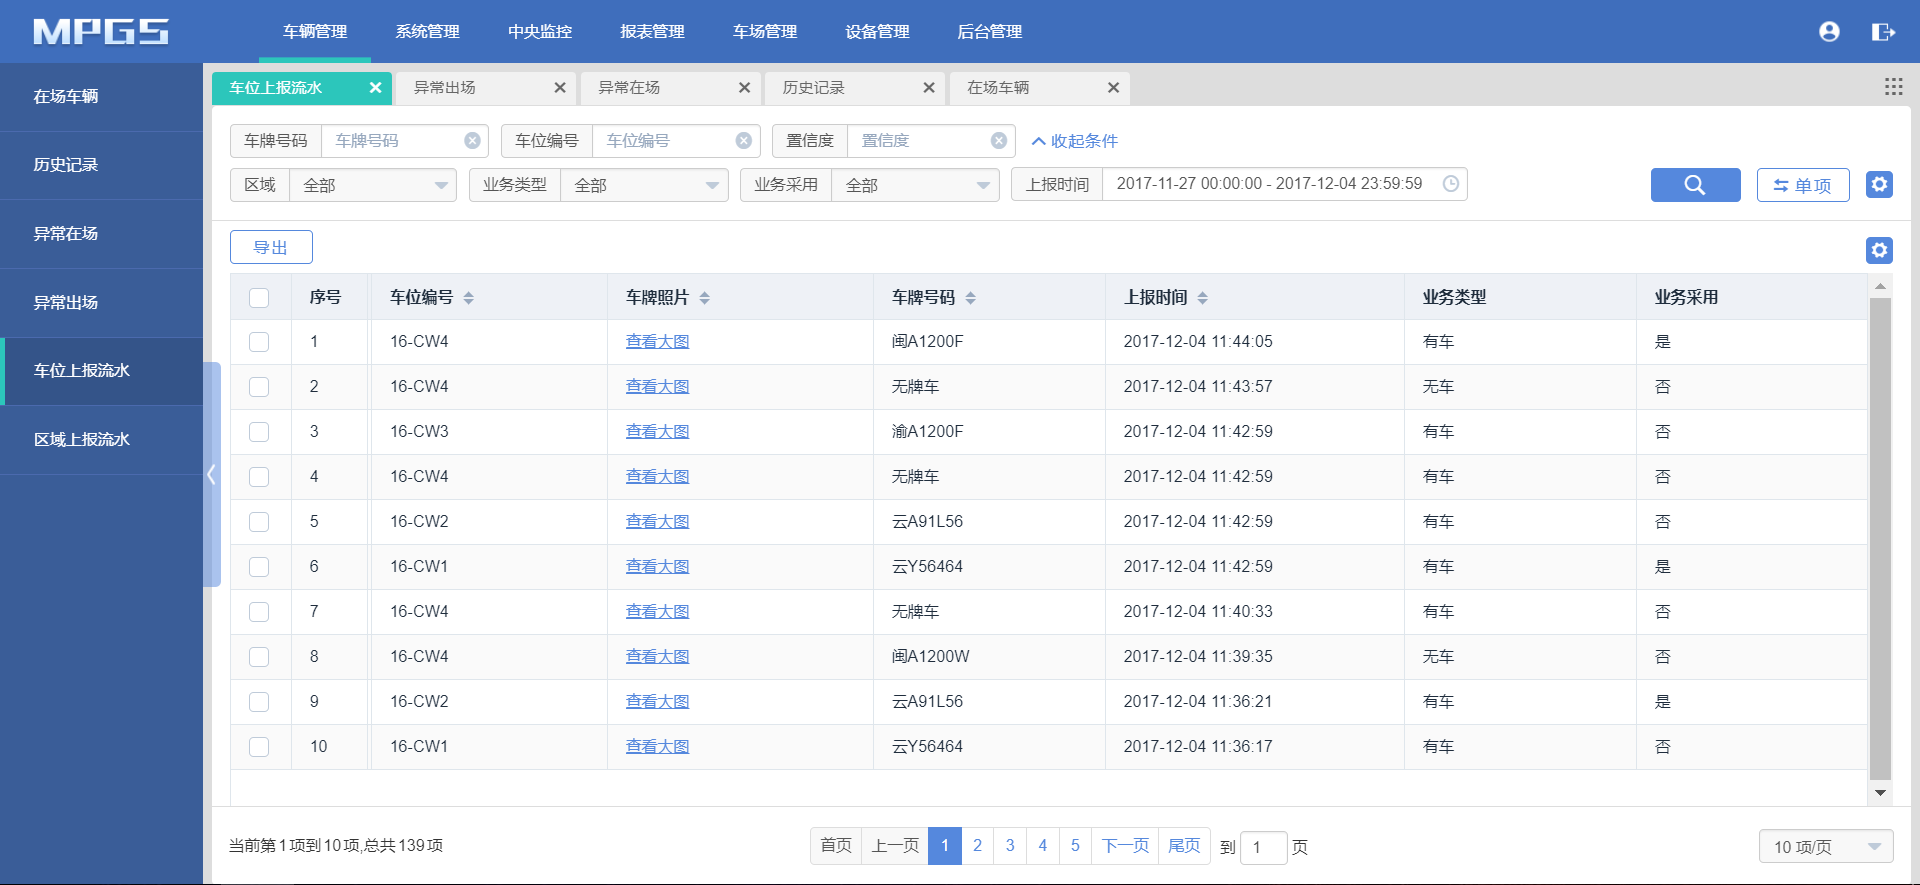 MPGS 车辆管理 系统管理 中央监控 报表管理 车场管理 设备管理 后台管理
在场车辆
历史记录
异常在场
异常出场
车位上报流水
区域上报流水
车位上报流水 异常出场 异常在场 历史记录 在场车辆
车牌号码 车牌号码 车位编号 车位编号 置信度 置信度 收起条件
区域 全部 业务类型 全部 业务采用 全部 上报时间 2017-11-27 00:00:00 - 2017-12-04 23:59:59 单项
导出
序号 车位编号 车牌照片 车牌号码 上报时间 业务类型 业务采用
1 16-CW4 查看大图 闽A1200F 2017-12-04 11:44:05 有车 是
2 16-CW4 查看大图 无牌车 2017-12-04 11:43:57 无车 否
3 16-CW3 查看大图 渝A1200F 2017-12-04 11:42:59 有车 否
4 16-CW4 查看大图 无牌车 2017-12-04 11:42:59 有车 否
5 16-CW2 查看大图 云A91L56 2017-12-04 11:42:59 有车 否
6 16-CW1 查看大图 云Y56464 2017-12-04 11:42:59 有车 是
7 16-CW4 查看大图 无牌车 2017-12-04 11:40:33 有车 否
8 16-CW4 查看大图 闽A1200W 2017-12-04 11:39:35 无车 否
9 16-CW2 查看大图 云A91L56 2017-12-04 11:36:21 有车 是
10 16-CW1 查看大图 云Y56464 2017-12-04 11:36:17 有车 否
当前第1项到10项,总共139项 首页 上一页 1 2 3 4 5 下一页 尾页 到 1 页 10 项/页